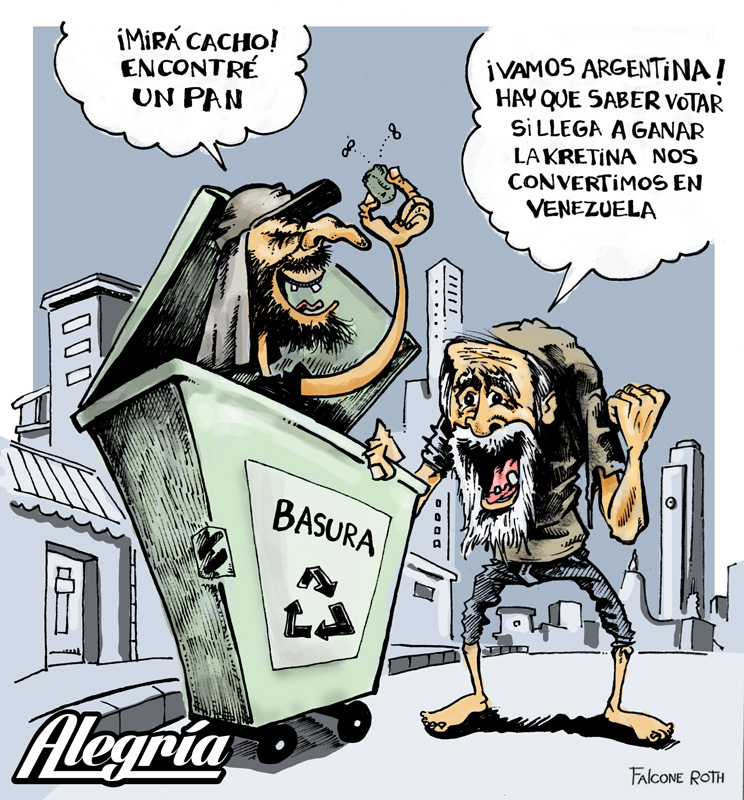 ¡MIRÁ CACHO!
ENCONTRÉ
UN PAN
¡VAMOS ARGENTINA!
HAY QUE SABER VOTAR
SI LLEGA A GANAR
LA KRETINA NOS
CONVERTIMOS EN
VENEZUELA
BASURA
Alegría
FALCONE ROTH